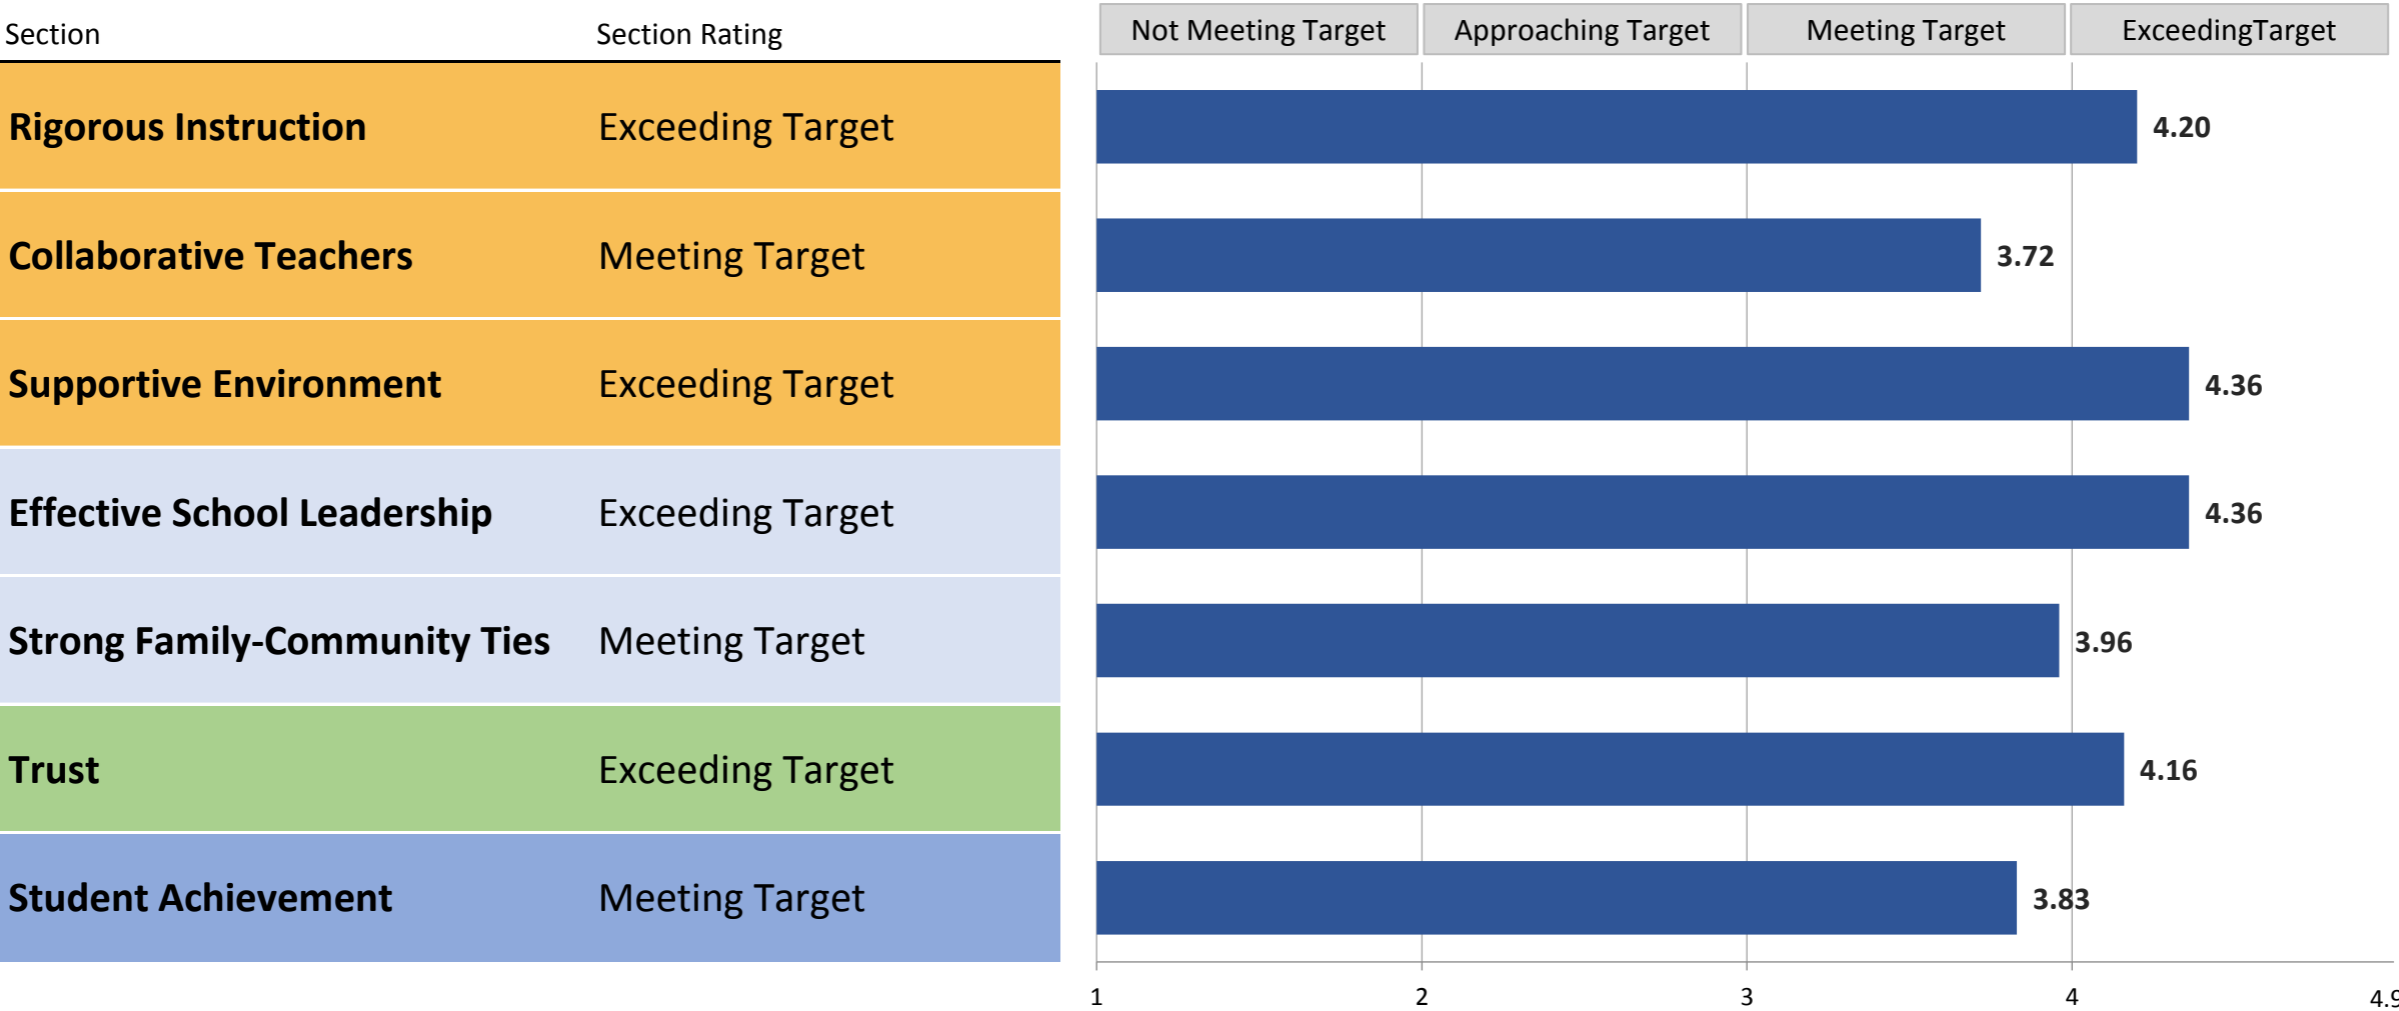 Section Section Rating Not Meeting Target Approaching Target Meeting Target ExceedingTarget
Rigorous Instruction Exceeding Target 4.20
Collaborative Teachers Meeting Target 3.72
Supportive Environment Exceeding Target 4.36
Effective School Leadership Exceeding Target 4.36
Strong Family-Community Ties Meeting Target 3.96
Trust Exceeding Target 4.16
Student Achievement Meeting Target 3.83
1 2 3 4 4.9